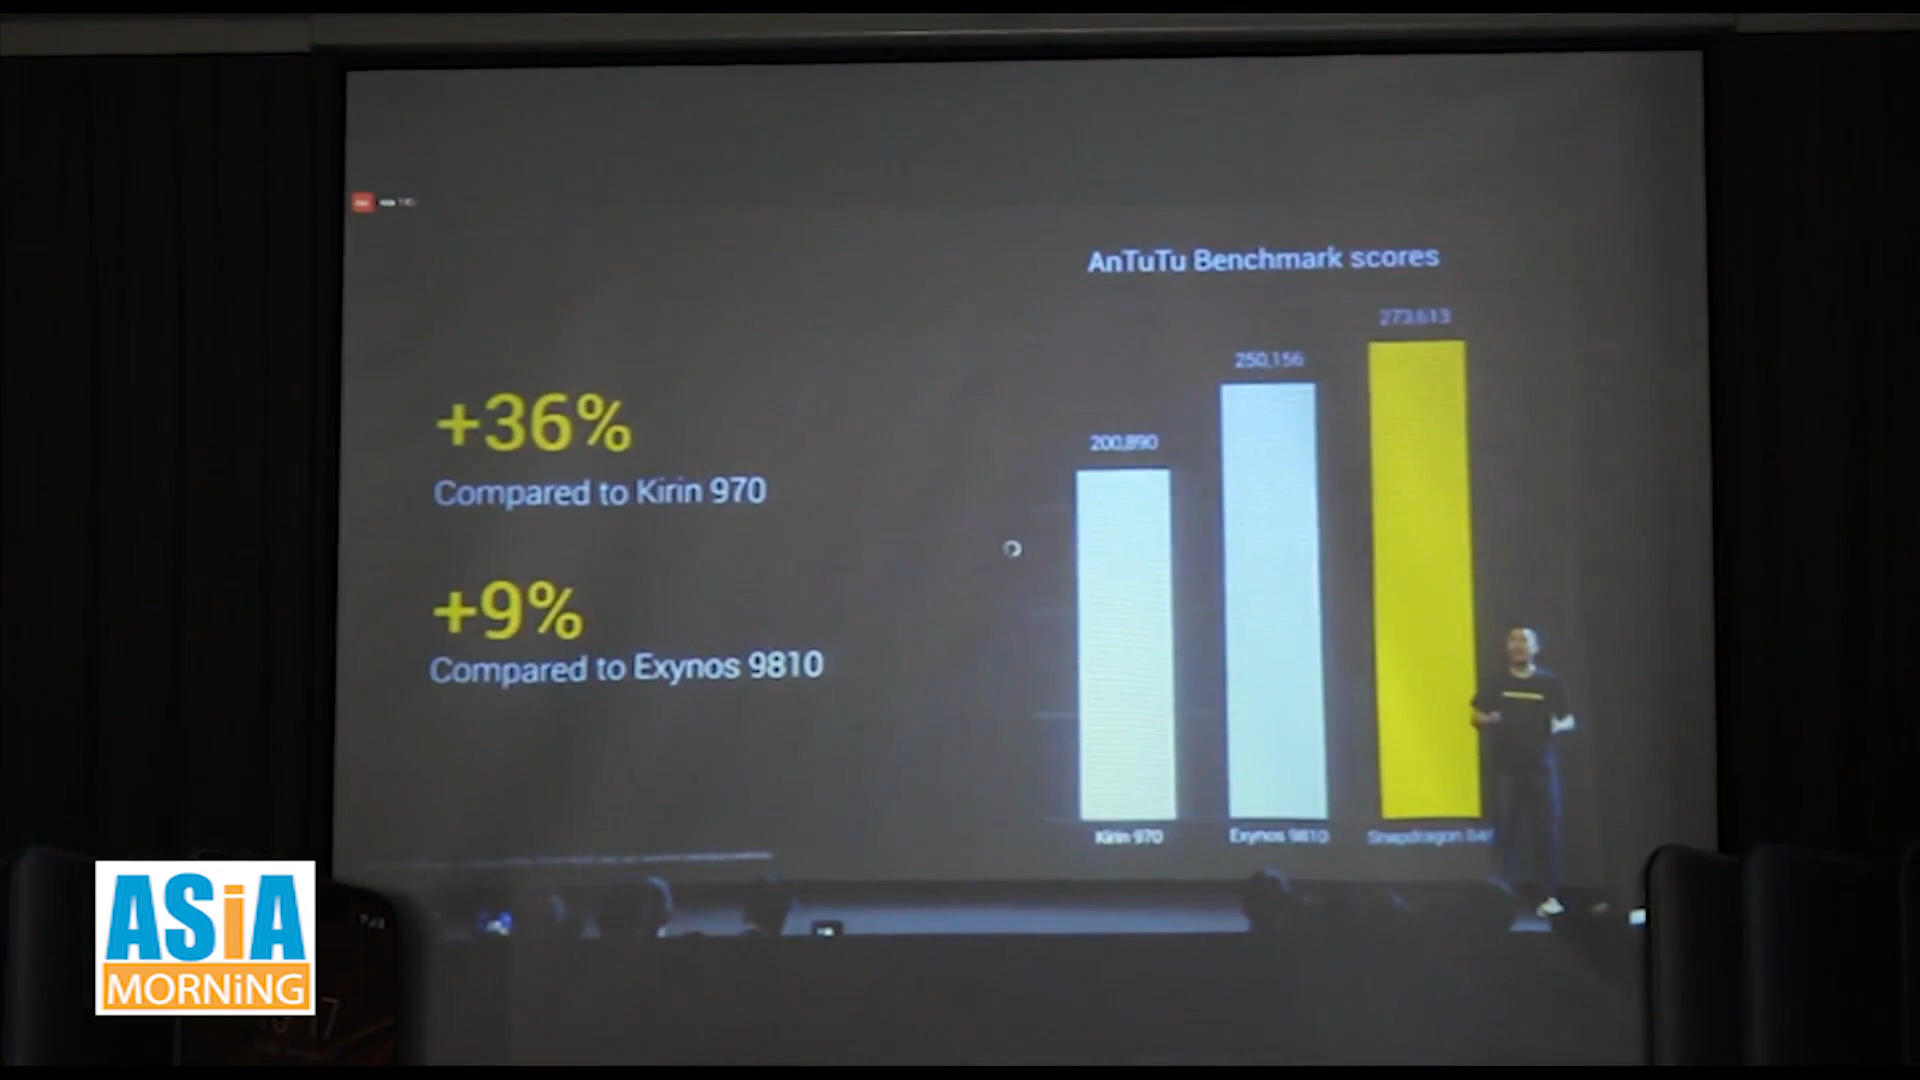 AnTuTu Benchmark scores
273,613
250,156
200,890
+36%
Compared to Kirin 970
+9%
Compared to Exynos 9810
Kirin 970
Exynos 9810
Snapdragon
ASiA
MORNiNG